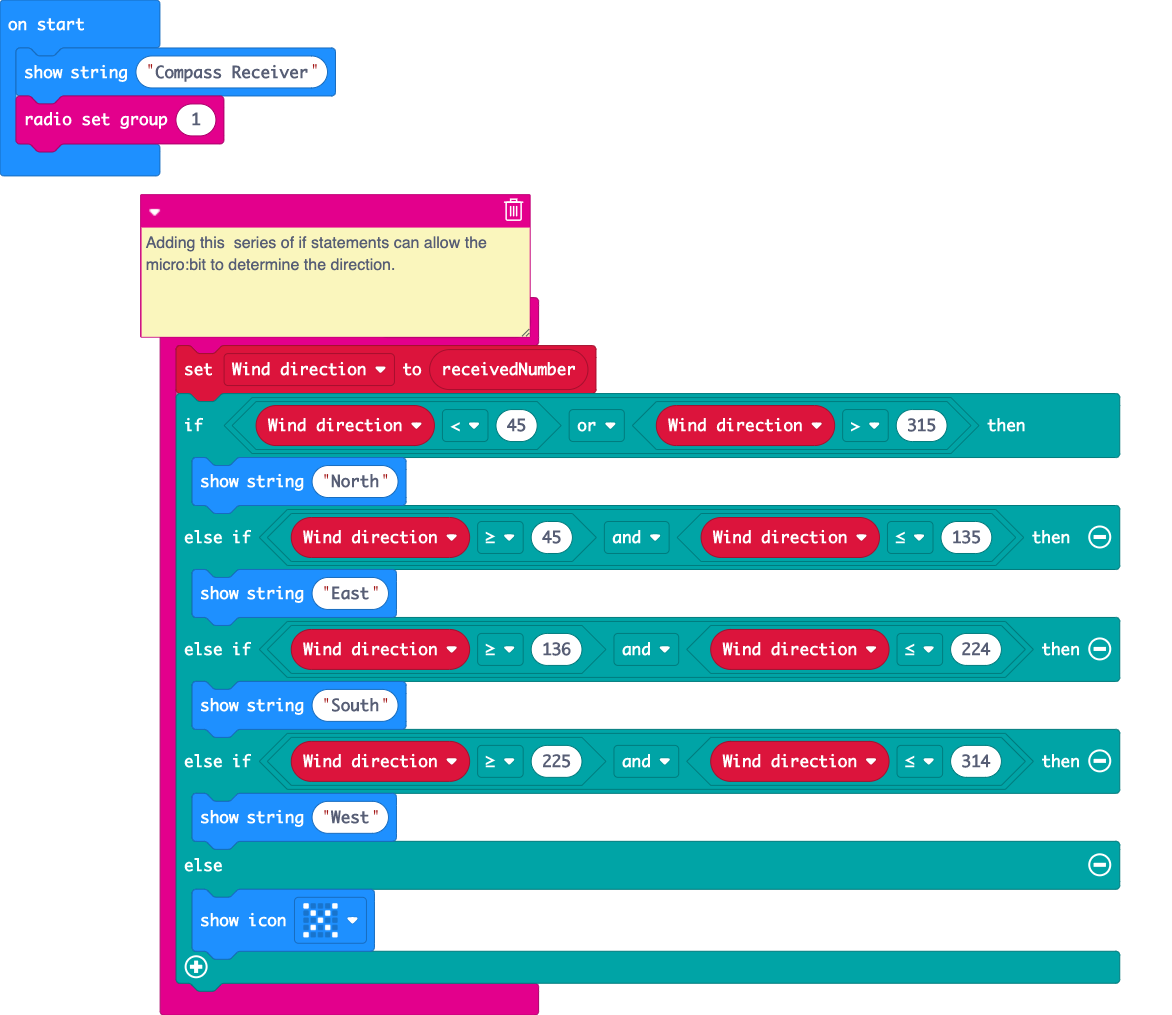 on start
show string "Compass Receiver"
radio set group 1
Adding this  series of if statements can allow the
micro:bit to determine the direction.
set Wind direction to receivedNumber
if Wind direction < 45 or Wind direction > 315 then
show string "North"
else if Wind direction ≥ 45 and Wind direction ≤ 135 then
show string "East"
else if Wind direction ≥ 136 and Wind direction ≤ 224 then
show string "South"
else if Wind direction ≥ 225 and Wind direction ≤ 314 then
show string "West"
else
show icon